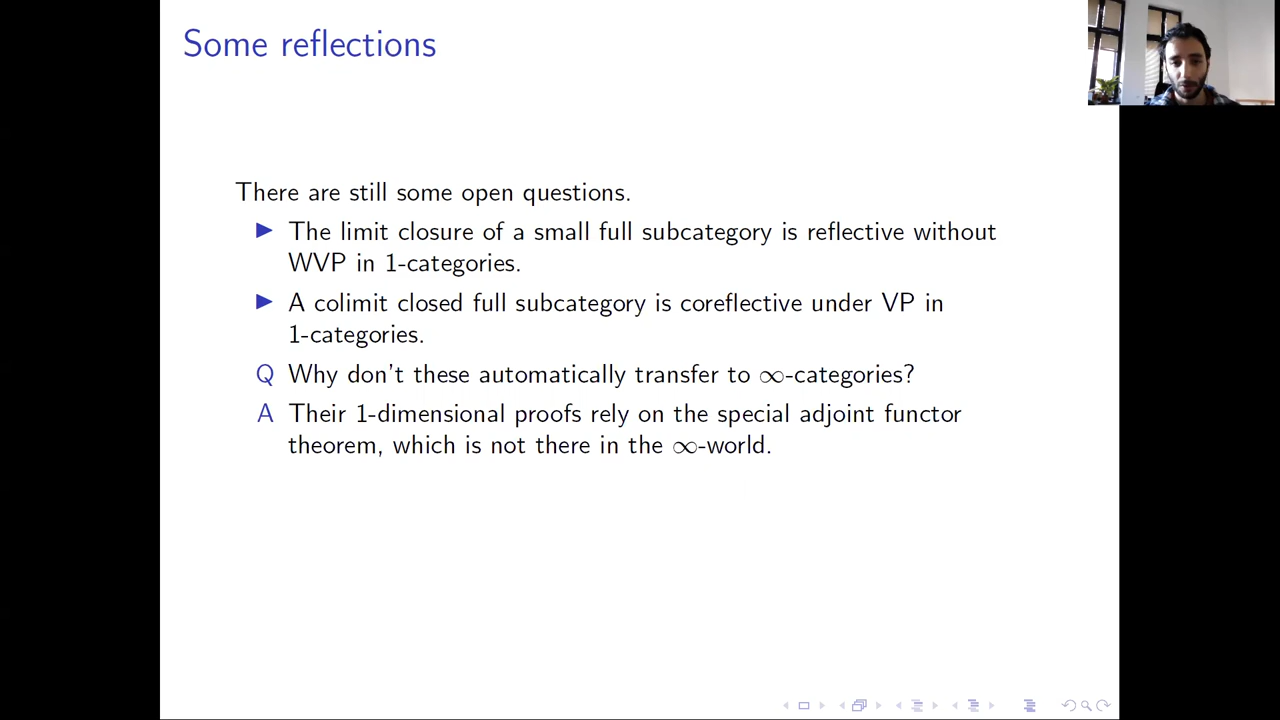 Some reflections
There are still some open questions.
▶ The limit closure of a small full subcategory is reflective without
WVP in 1-categories.
▶ A colimit closed full subcategory is coreflective under VP in
1-categories.
Q Why don't these automatically transfer to ∞-categories?
A Their 1-dimensional proofs rely on the special adjoint functor
theorem, which is not there in the ∞-world.